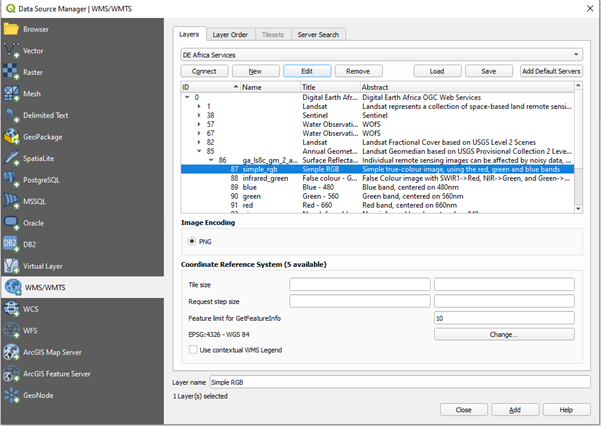 Data Source Manager | WMS/WMTS
Browser
Vector
Raster
Mesh
Delimited Text
GeoPackage
SpatiaLite
PostgreSQL
MSSQL
Oracle
DB2
Virtual Layer
WMS/WMTS
WCS
WFS
ArcGIS Map Server
ArcGIS Feature Server
GeoNode
Layers Layer Order Tilesets Server Search
DE Africa Services
Connect New Edit Remove Load Save Add Default Servers
ID Name Title Abstract
0 Digital Earth Afr... Digital Earth Africa OGC Web Services
1 Landsat Landsat represents a collection of space-based land remote sensi...
38 Sentinel Sentinel
57 Water Observati... WOfS
62 Water Observati... WOfS
82 Landsat Landsat Fractional Cover based on USGS Level 2 Scenes
85 Annual Geomet... Landsat Geomedian based on USGS Provisional Collection 2 Leve...
86 ga_ls8c_gm_2_a... Surface Reflecta... Individual remote sensing images can be affected by noisy data, ...
87 simple_rgb Simple RGB Simple true-colour image, using the red, green and blue bands
88 infrared_green False colour - G... False Colour image with SWIR1->Red, NIR->Green, and Green->...
89 blue Blue - 480 Blue band, centered on 480nm
90 green Green - 560 Green band, centered on 560nm
91 red Red - 660 Red band, centered on 660nm
Image Encoding
PNG
Coordinate Reference System (5 available)
Tile size
Request step size
Feature limit for GetFeatureInfo 10
EPSG:4326 - WGS 84 Change...
Use contextual WMS Legend
Layer name Simple RGB
1 Layer(s) selected
Close Add Help